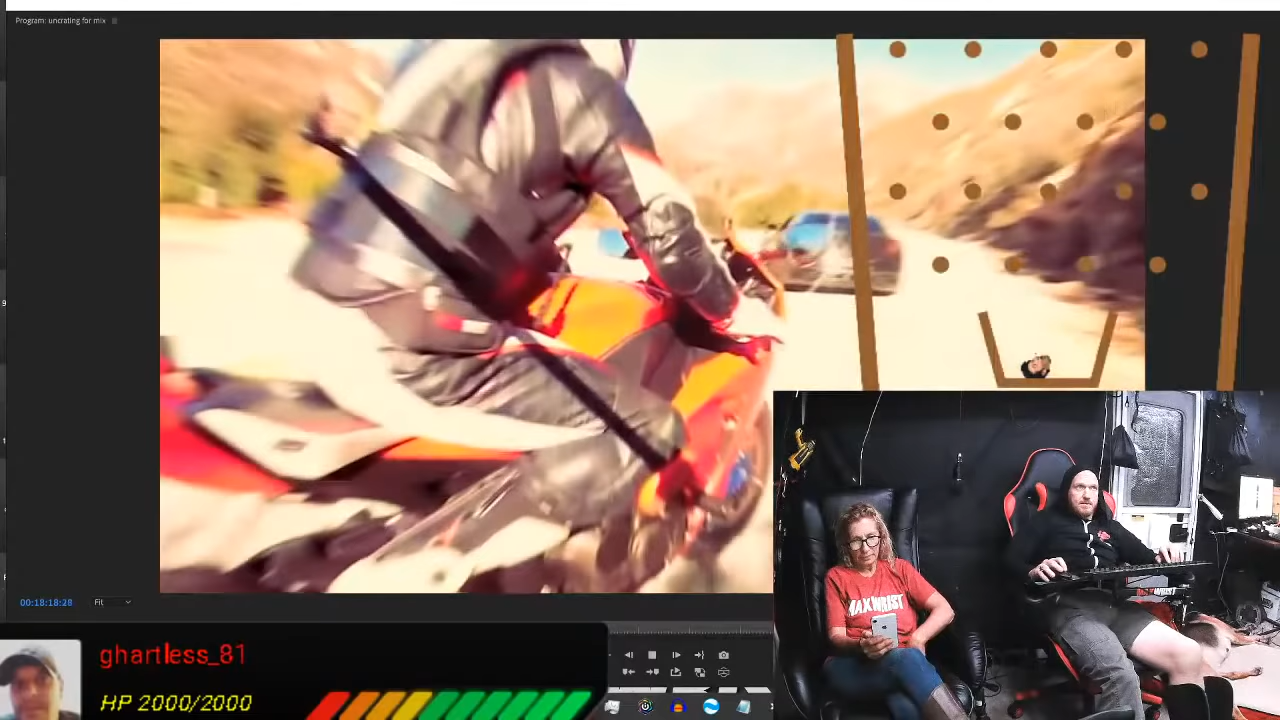 Program: uncrating for mix
00:18:18:28
Fit
MAXWRIST
ghartless_81
HP 2000/2000